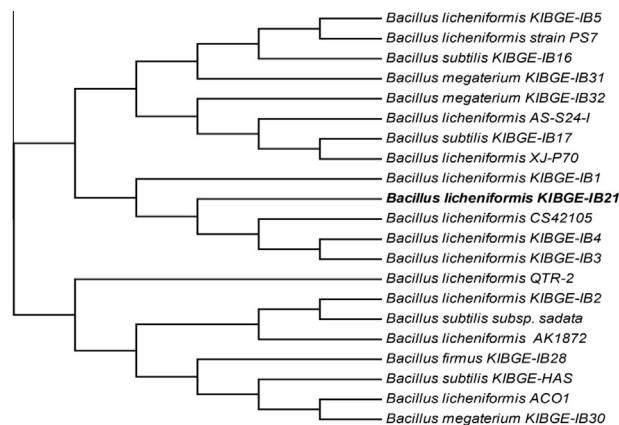 Bacillus licheniformis KIBGE-IB5
Bacillus licheniformis strain PS7
Bacillus subtilis KIBGE-IB16
Bacillus megaterium KIBGE-IB31
Bacillus megaterium KIBGE-IB32
Bacillus licheniformis AS-S24-I
Bacillus subtilis KIBGE-IB17
Bacillus licheniformis XJ-P70
Bacillus licheniformis KIBGE-IB1
Bacillus licheniformis KIBGE-IB21
Bacillus licheniformis CS42105
Bacillus licheniformis KIBGE-IB4
Bacillus licheniformis KIBGE-IB3
Bacillus licheniformis QTR-2
Bacillus licheniformis KIBGE-IB2
Bacillus subtilis subsp. sadata
Bacillus licheniformis AK1872
Bacillus firmus KIBGE-IB28
Bacillus subtilis KIBGE-HAS
Bacillus licheniformis ACO1
Bacillus megaterium KIBGE-IB30